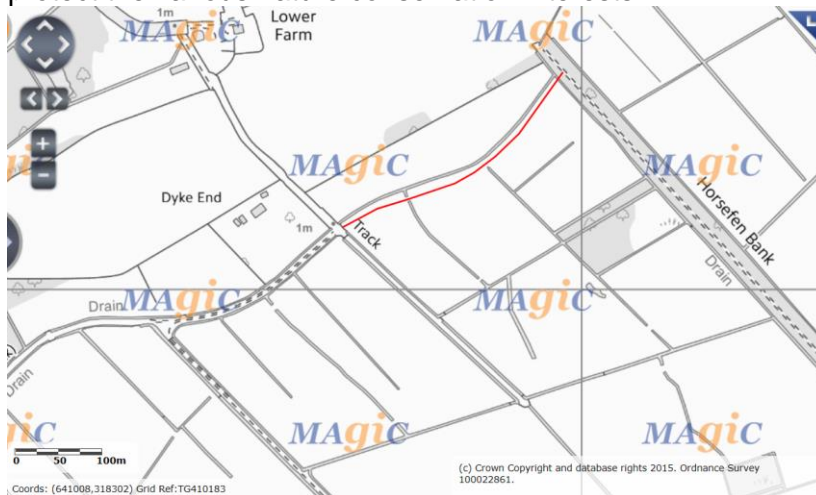 1m
Lower
Farm
MAgiC
MAgiC
MAgiC
MAgiC
Dyke End
1m
Track
Horsefen Bank
Drain
Drain
MAgiC
MAgiC
Drain
iC
MAgiC
MAgiC
0 50 100m
(c) Crown Copyright and database rights 2015. Ordnance Survey
100022861.
Coords: (641008,318302) Grid Ref:TG410183